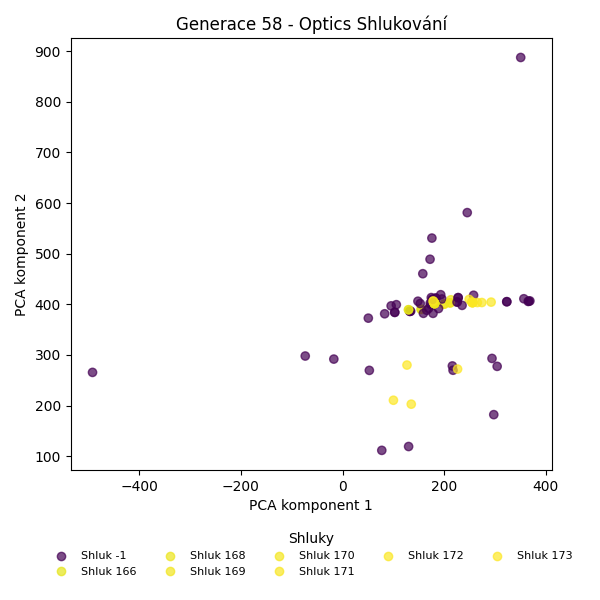 Generace 58 - Optics Shlukování
900
800
700
600
500
400
300
200
100
PCA komponent 2
−400 −200 0 200 400
PCA komponent 1
Shluky
Shluk -1 Shluk 168 Shluk 170 Shluk 172 Shluk 173
Shluk 166 Shluk 169 Shluk 171